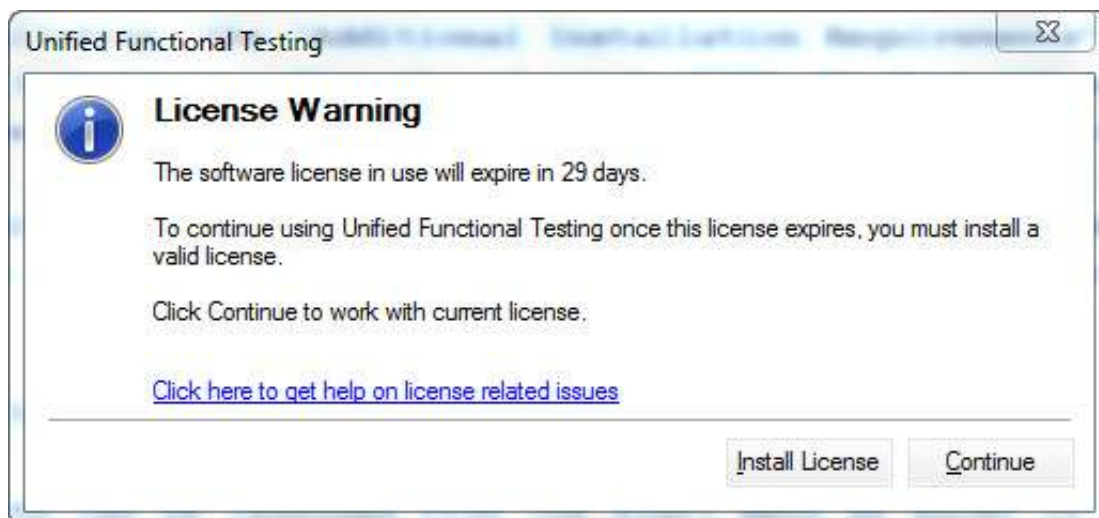 Unified Functional Testing
License Warning
The software license in use will expire in 29 days.
To continue using Unified Functional Testing once this license expires, you must install a
valid license.
Click Continue to work with current license.
Click here to get help on license related issues
Install License Continue